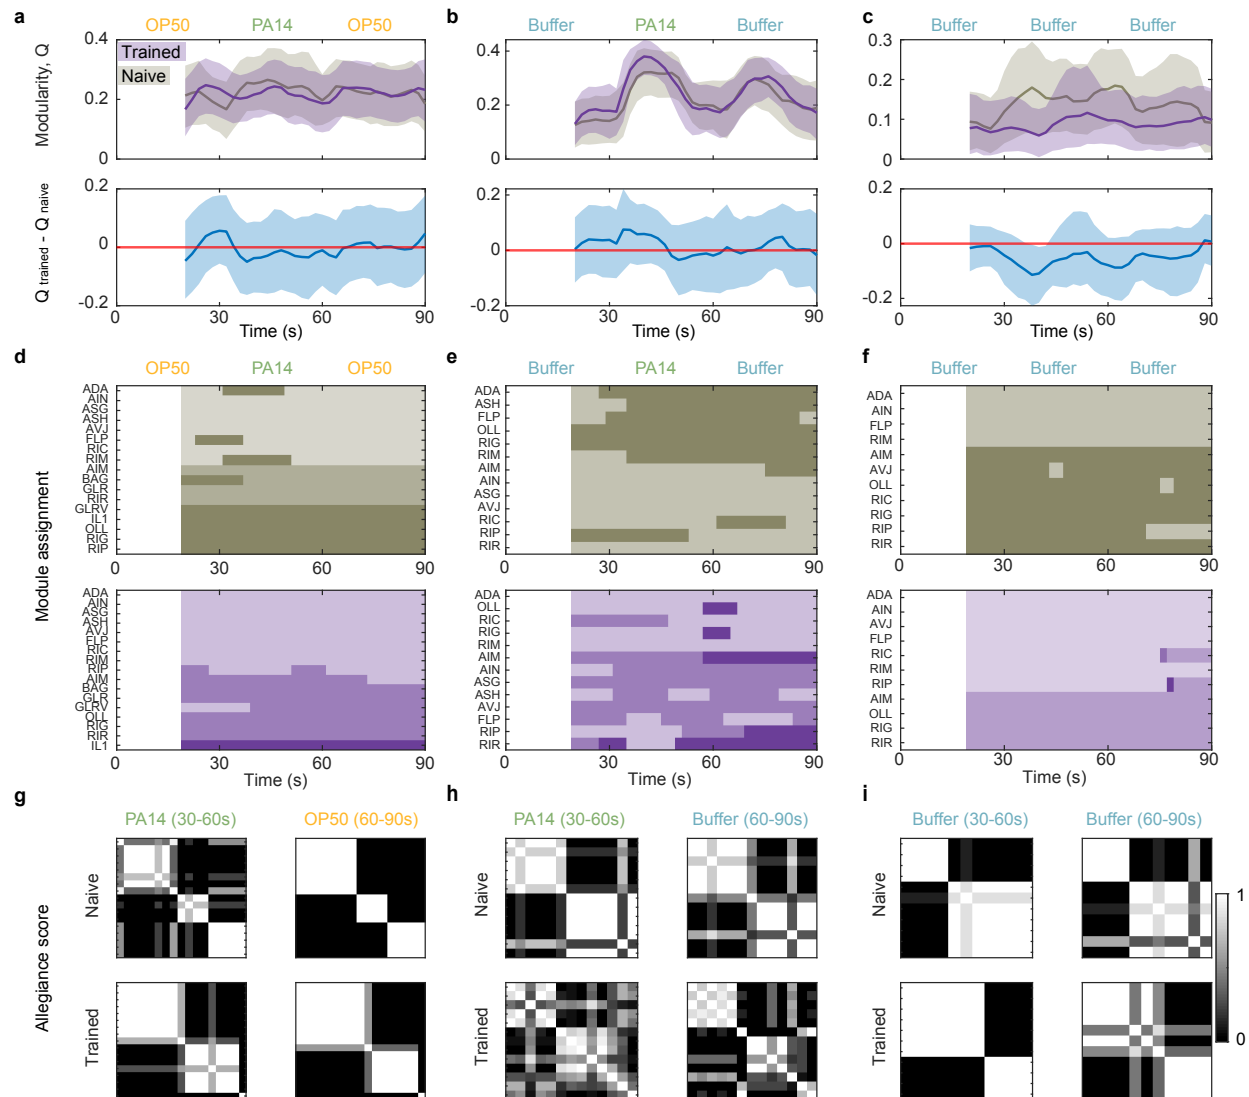 a
OP50
PA14
OP50
b
Buffer
PA14
Buffer
c
Buffer
Buffer
Buffer
Modularity, Q
0.4
0.2
0
Trained
Naive
0.4
0.2
0
0.3
0.2
0.1
0
Q trained - Q naive
0.2
0
-0.2
0.2
0
-0.2
0.2
0
-0.2
0
30
60
90
0
30
60
90
0
30
60
90
Time (s)
Time (s)
Time (s)
d
OP50
PA14
OP50
e
Buffer
PA14
Buffer
f
Buffer
Buffer
Buffer
Module assignment
ADA
AIN
ASG
ASH
AVJ
FLP
RIC
RIM
AIM
BAG
GLR
RIR
GLRV
IL1
OLL
RIG
RIP
0
30
60
90
ADA
ASH
FLP
OLL
RIG
RIM
AIM
AIN
ASG
AVJ
RIC
RIP
RIR
0
30
60
90
ADA
AIN
FLP
RIM
AIM
AVJ
OLL
RIC
RIG
RIP
RIR
0
30
60
90
ADA
AIN
ASG
ASH
AVJ
FLP
RIC
RIM
RIP
AIM
BAG
GLR
GLRV
OLL
RIG
RIR
IL1
0
30
60
90
Time (s)
ADA
OLL
RIC
RIG
RIM
AIM
AIN
ASG
ASH
AVJ
FLP
RIP
RIR
0
30
60
90
Time (s)
ADA
AIN
AVJ
FLP
RIC
RIM
RIP
AIM
OLL
RIG
RIR
0
30
60
90
Time (s)
g
PA14 (30-60s)
OP50 (60-90s)
h
PA14 (30-60s)
Buffer (60-90s)
i
Buffer (30-60s)
Buffer (60-90s)
Allegiance score
Naive
Naive
Naive
Trained
Trained
Trained
1
0